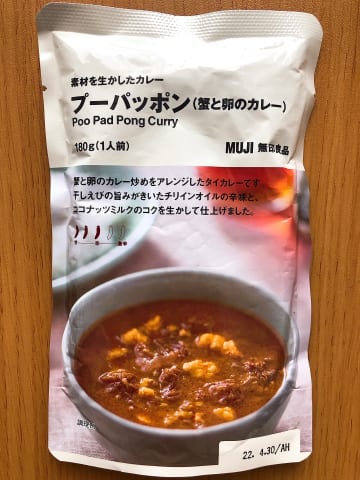 素材を生かしたカレー
プーパッポン(蟹と卵のカレー)
Poo Pad Pong Curry
180g(1人前)
MUJI 無印良品
蟹と卵のカレー炒めをアレンジしたタイカレーです。
干しえびの旨みがきいたチリインオイルの辛味と、
ココナッツミルクのコクを生かして仕上げました。
22. 4.30/AH